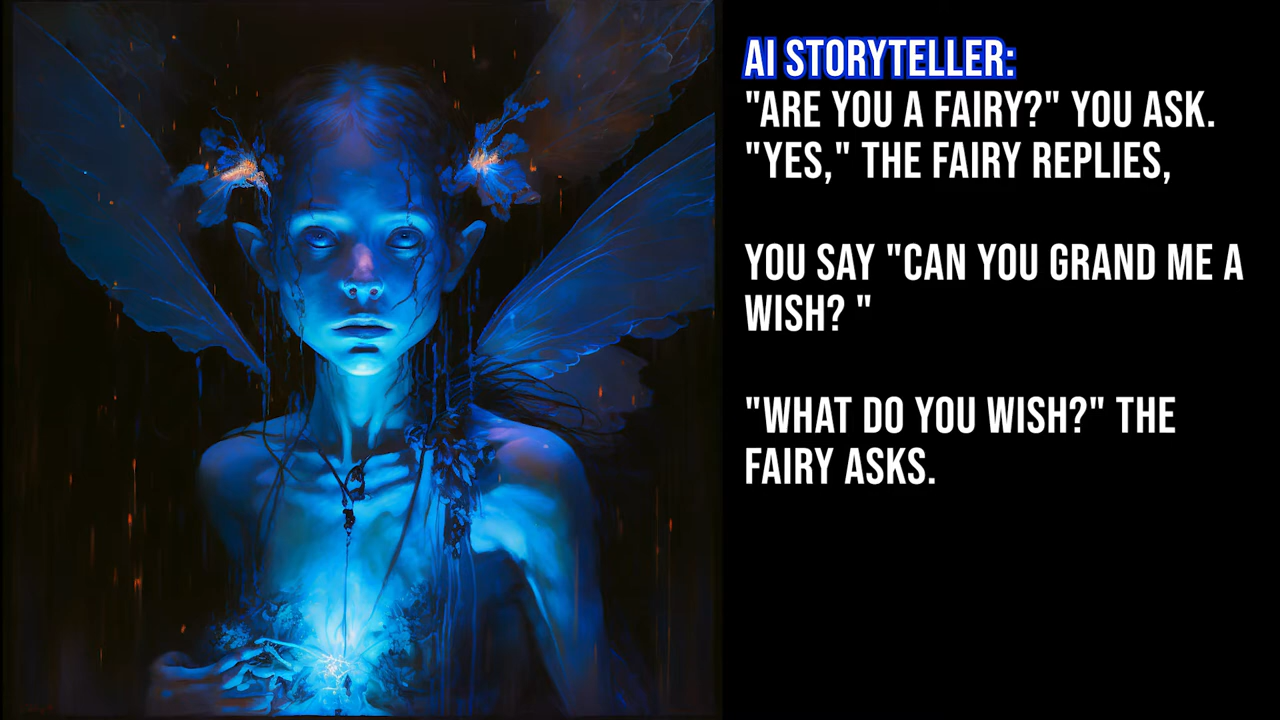 AI STORYTELLER:
"ARE YOU A FAIRY?" YOU ASK.
"YES," THE FAIRY REPLIES,
YOU SAY "CAN YOU GRAND ME A
WISH? "
"WHAT DO YOU WISH?" THE
FAIRY ASKS.